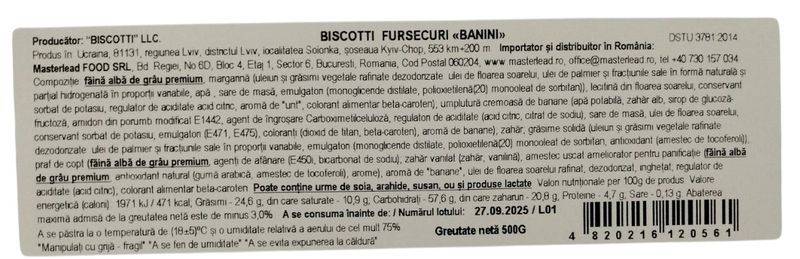 Producător: "BISCOTTI" LLC.
BISCOTTI FURSECURI «BANINI»
DSTU 3781:2014
Produs în Ucraina, 81131, regiunea Lviv, districtul Lviv, localitatea Solonka, șoseaua Kyiv-Chop, 553 km+200 m Importator și distribuitor în România:
Masterlead FOOD SRL, Bd. Regiei, No 6D, Bloc 4, Etaj 1, Sector 6, Bucuresti, Romania, Cod Postal 060204, www.masterlead.ro, office@masterlead.ro, tel +40 730 157 034
Compoziție: făină albă de grâu premium, margarină (uleiuri și grăsimi vegetale rafinate dezodorizate: ulei de floarea soarelui, ulei de palmier și fracțiunile sale în formă naturală și
parțial hidrogenată în proporții variabile, apă, sare de masă, emulgatori (monogliceride distilate, polioxietilenă(20) monooleat de sorbitan)), lecitină din floarea soarelui, conservant
sorbat de potasiu, regulator de aciditate acid citric, aromă de "unt", colorant alimentar beta-caroten), umplutură cremoasă de banane (apă potabilă, zahăr alb, sirop de glucoză-
fructoză, amidon din porumb modificat E1442, agent de îngroșare Carboximetilceluloză, regulatori de aciditate (acid citric, citrat de sodiu), sare de masă, ulei de floarea soarelui,
conservant sorbat de potasiu, emulgatori (E471, E475), coloranți (dioxid de titan, beta-caroten), aromă de banane), zahăr, grăsime solidă (uleiuri și grăsimi vegetale rafinate
dezodorizate: ulei de palmier și fracțiunile sale în proporții variabile, emulgatori (monogliceride distilate, polioxietilenă(20) monooleat de sorbitan, antioxidant (amestec de tocoferoli)),
praf de copt (făină albă de grâu premium, agenți de afânare (E450i, bicarbonat de sodiu), zahăr vanilat (zahăr, vanilină), amestec uscat ameliorator pentru panificație (făină albă
de grâu premium, antioxidant natural (gumă arabică, amestec de tocoferoli), arome), aromă de "banane", ulei de floarea soarelui rafinat, dezodorizat, înghețat, regulator de
aciditate (acid citric), colorant alimentar beta-caroten. Poate conține urme de soia, arahide, susan, ou și produse lactate Valori nutriționale per 100g de produs: Valore
energetică (calorii) 1971 kJ / 471 kcal, Grăsimi - 24,6 g, din care saturate - 10,9 g, Carbohidrați - 57,6 g, din care zaharuri - 20,8 g, Proteine - 4,7 g, Sare - 0,13 g. Abaterea
maximă admisă de la greutatea netă este de minus 3,0% A se consuma înainte de: / Numărul lotului: 27.09.2025 / L01
A se păstra la o temperatură de (18±5)°C și o umiditate relativă a aerului de cel mult 75%
Greutate netă 500G
"Manipulați cu grijă - fragil" "A se feri de umiditate" "A se evita expunerea la căldură"
4 820216 120561